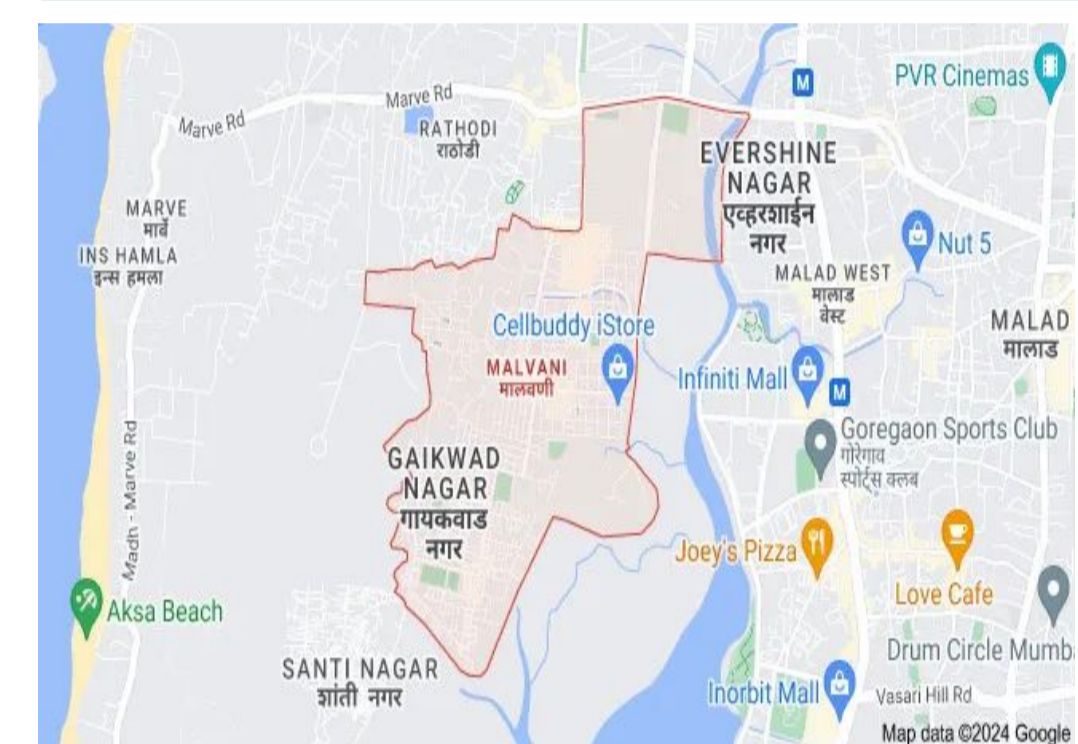 PVR Cinemas
Marve Rd
Marve Rd
RATHODI
राठोडी
EVERSHINE
NAGAR
एव्हरशाईन
नगर
MARVE
मार्वे
INS HAMLA
इन्स हमला
Nut 5
MALAD WEST
मालाड
वेस्ट
MALAD
मालाड
Cellbuddy iStore
MALVANI
मालवणी
Infiniti Mall
M
M
Goregaon Sports Club
गोरेगाव
स्पोर्ट्स क्लब
Madh - Marve Rd
GAIKWAD
NAGAR
गायकवाड
नगर
Joey's Pizza
Love Cafe
Aksa Beach
Drum Circle Mumb
SANTI NAGAR
शांती नगर
Inorbit Mall
Vasari Hill Rd
Map data ©2024 Google